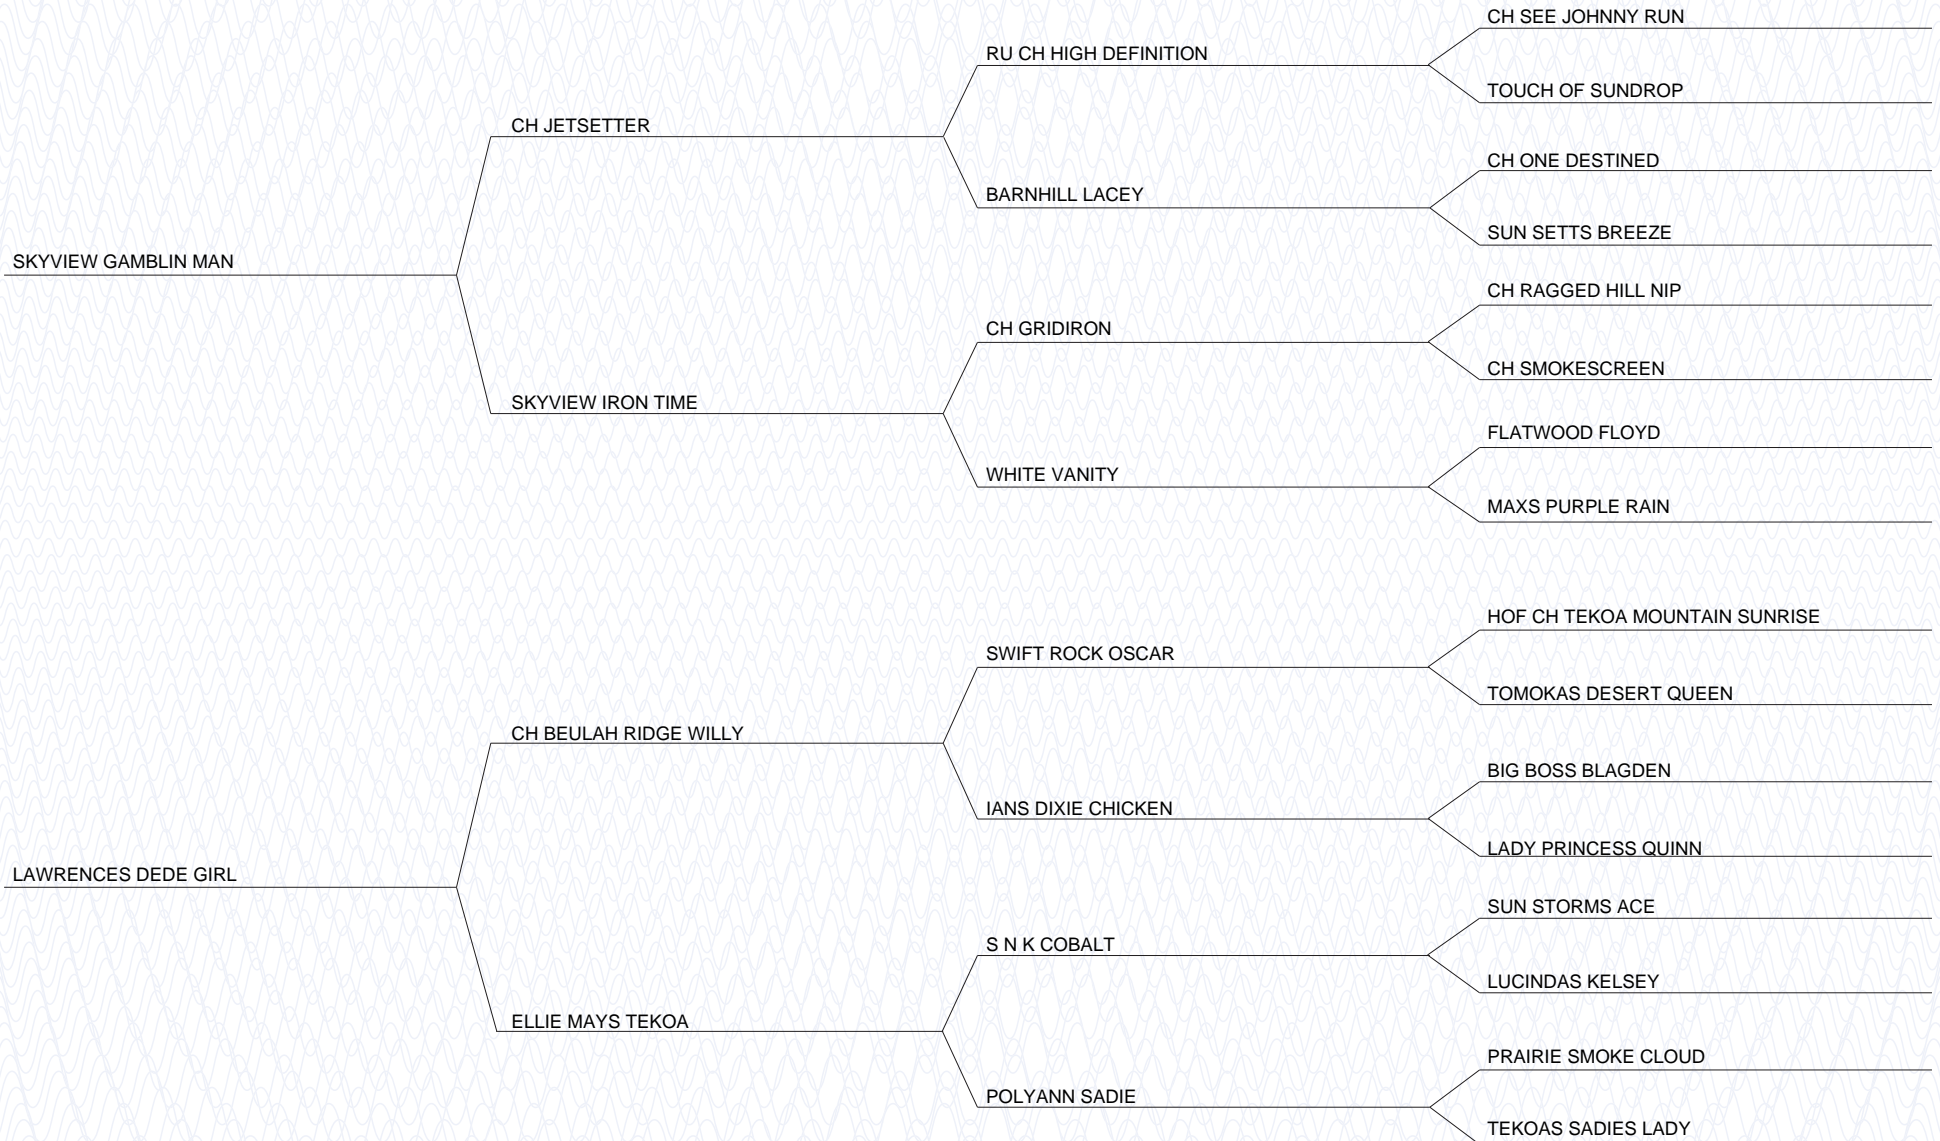 CH SEE JOHNNY RUN
RU CH HIGH DEFINITION
TOUCH OF SUNDROP
CH JETSETTER
CH ONE DESTINED
BARNHILL LACEY
SUN SETTS BREEZE
SKYVIEW GAMBLIN MAN
CH RAGGED HILL NIP
CH GRIDIRON
CH SMOKESCREEN
SKYVIEW IRON TIME
FLATWOOD FLOYD
WHITE VANITY
MAXS PURPLE RAIN
HOF CH TEKOA MOUNTAIN SUNRISE
SWIFT ROCK OSCAR
TOMOKAS DESERT QUEEN
CH BEULAH RIDGE WILLY
BIG BOSS BLAGDEN
IANS DIXIE CHICKEN
LADY PRINCESS QUINN
LAWRENCES DEDE GIRL
SUN STORMS ACE
S N K COBALT
LUCINDAS KELSEY
ELLIE MAYS TEKOA
PRAIRIE SMOKE CLOUD
POLYANN SADIE
TEKOAS SADIES LADY